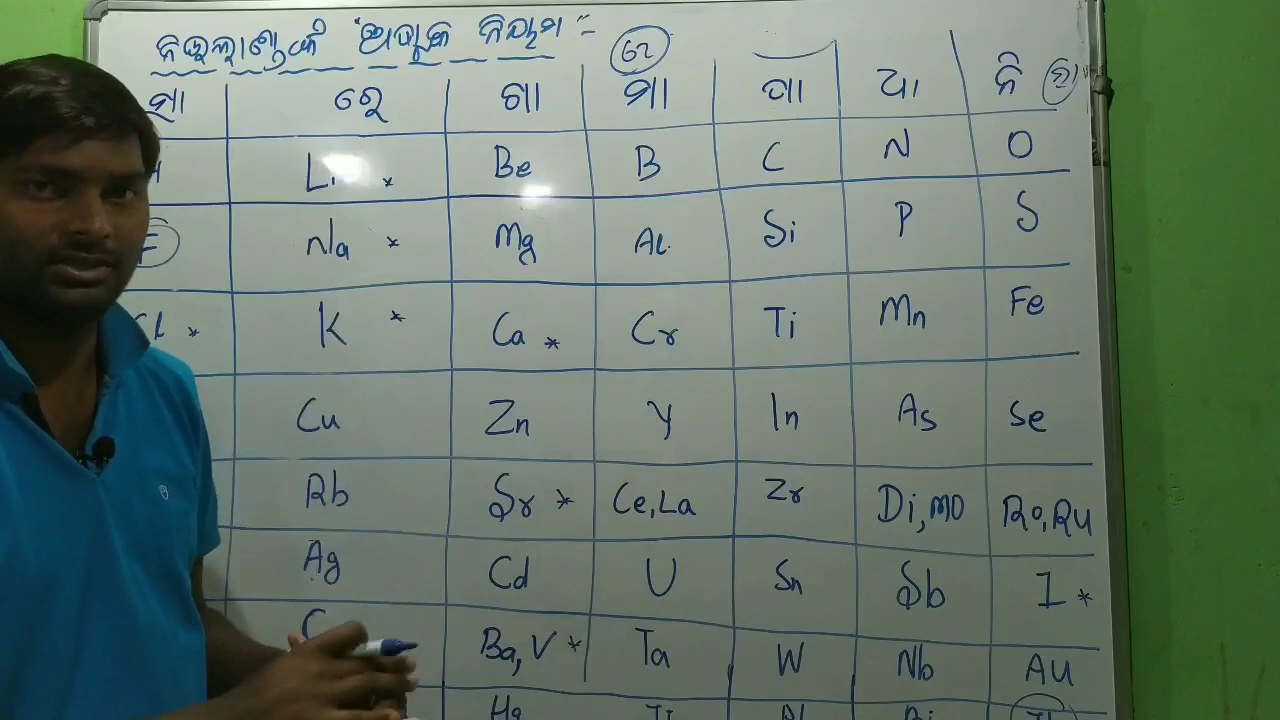 ନିଉଲାଣ୍ଡଙ୍କ "ଅଷ୍ଟକ ନିୟମ"
ସା ରେ ଗା ମା ପା ଧା ନି
Li * Be B C N O
F Na * Mg Al Si P S
Cl * K * Ca * Cr Ti Mn Fe
Cu Zn Y In As Se
Rb Sr * Ce, La Zr Di, MO Ro, Ru
Ag Cd U Sn Sb I *
C Ba, V * Ta W Nb AU
Hg